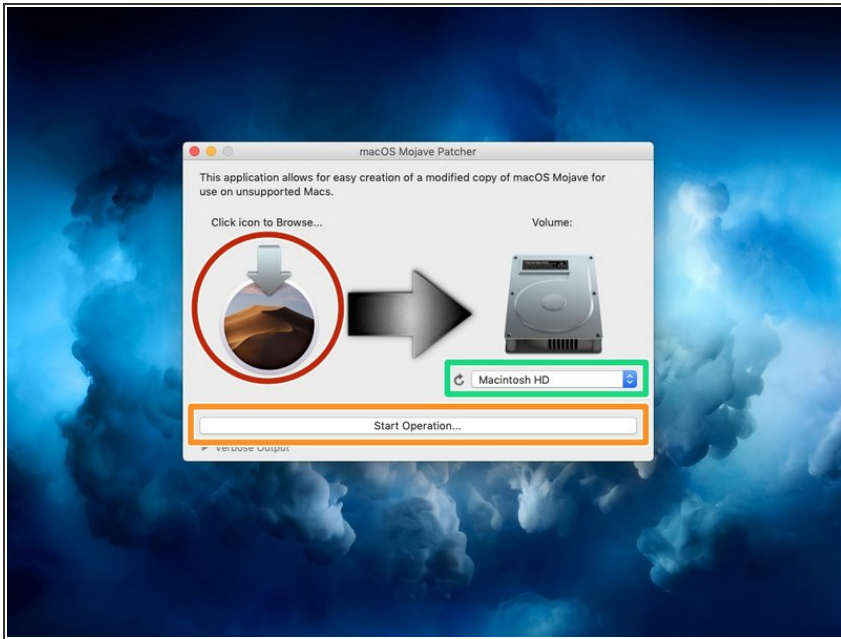 macOS Mojave Patcher
This application allows for easy creation of a modified copy of macOS Mojave for
use on unsupported Macs.
Click icon to Browse...
Volume:
Macintosh HD
Start Operation...
Verbose Output